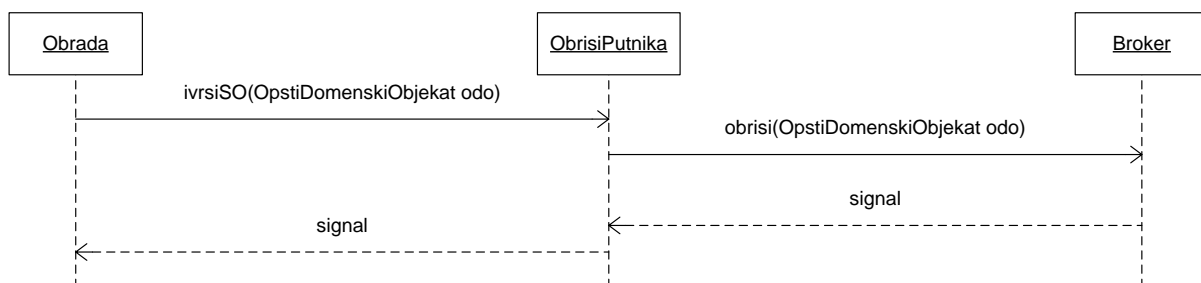 Obrada
ObrisiPutnika
Broker
ivrsiSO(OpstiDomenskiObjekat odo)
obrisi(OpstiDomenskiObjekat odo)
signal
signal